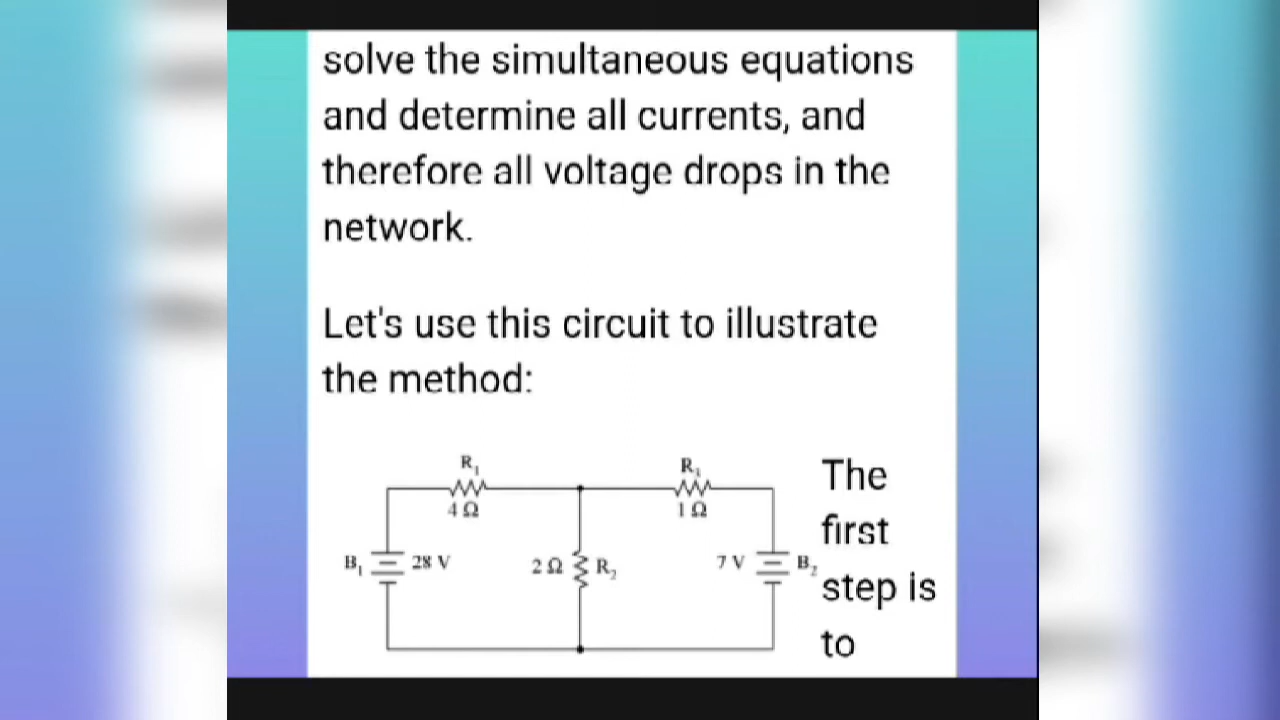 solve the simultaneous equations
and determine all currents, and
therefore all voltage drops in the
network.
Let's use this circuit to illustrate
the method:
R₁
4 Ω
R₁
1 Ω
B₁
28 V
2 Ω
R₂
7 V
B₂
The
first
step is
to